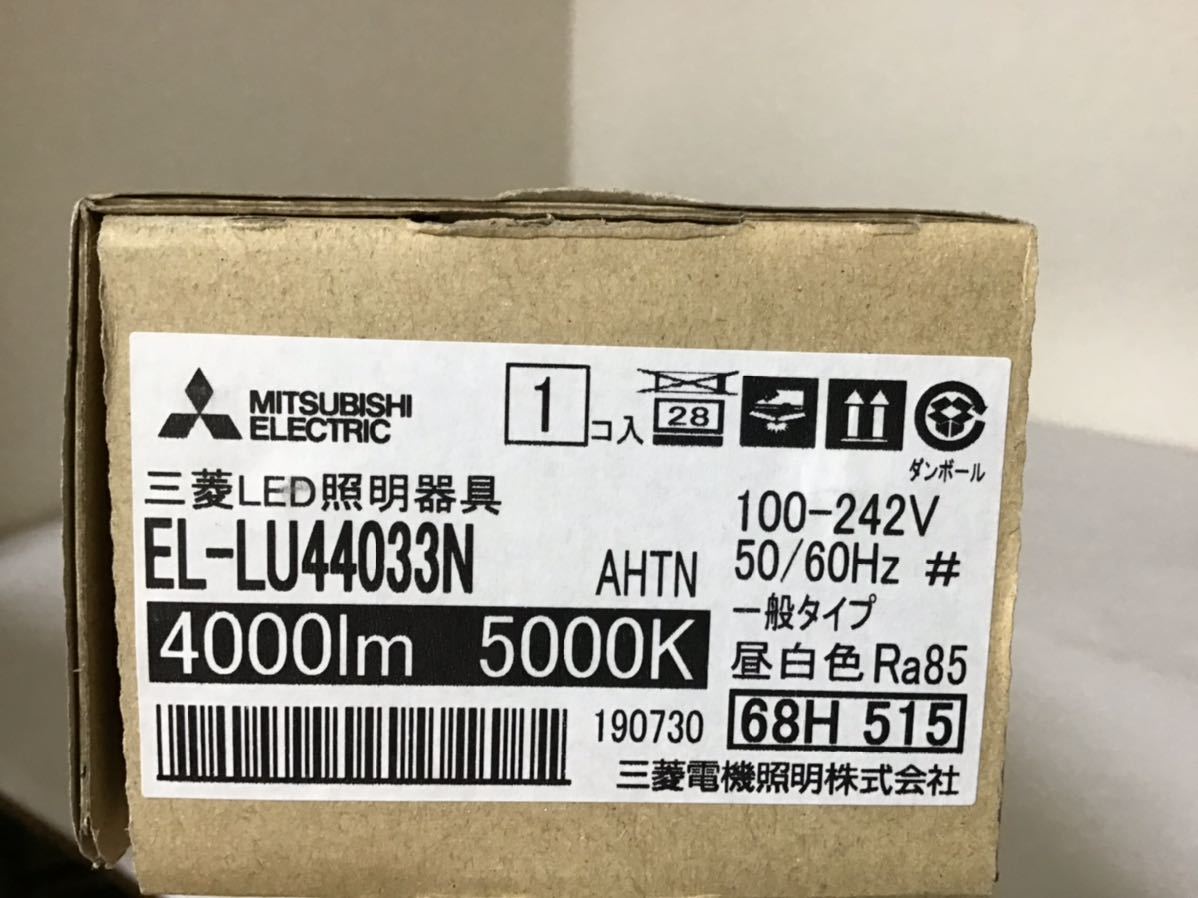 MITSUBISHI
ELECTRIC
1
コ入
28
ダンボール
三菱LED照明器具
EL-LU44033N
AHTN
100-242V
50/60Hz #
一般タイプ
4000lm 5000K
昼白色 Ra85
190730
68H 515
三菱電機照明株式会社